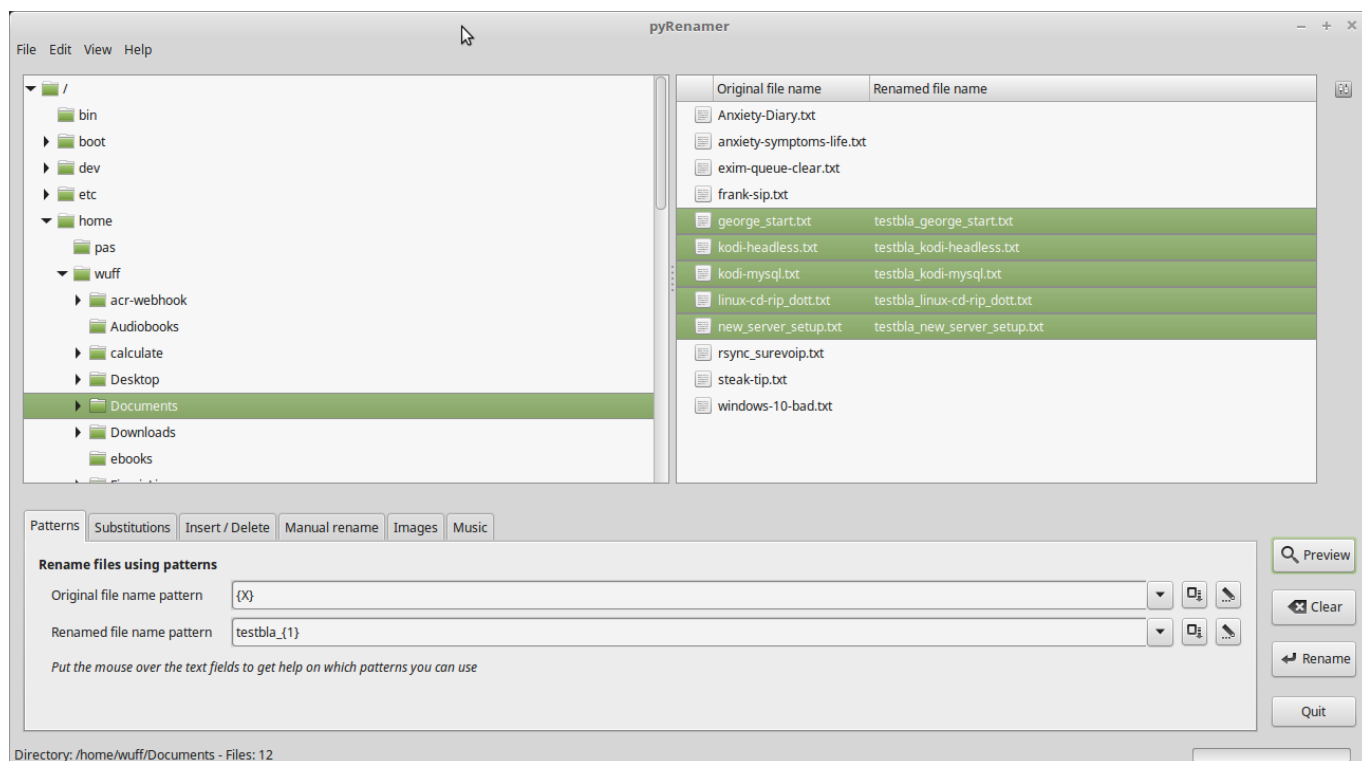 pyRenamer
File Edit View Help
/
bin
boot
dev
etc
home
pas
wuff
acr-webhook
Audiobooks
calculate
Desktop
Documents
Downloads
ebooks
Original file name Renamed file name
Anxiety-Diary.txt
anxiety-symptoms-life.txt
exim-queue-clear.txt
frank-sip.txt
george_start.txt testbla_george_start.txt
kodi-headless.txt testbla_kodi-headless.txt
kodi-mysql.txt testbla_kodi-mysql.txt
linux-cd-rip_dott.txt testbla_linux-cd-rip_dott.txt
new_server_setup.txt testbla_new_server_setup.txt
rsync_surevoip.txt
steak-tip.txt
windows-10-bad.txt
Patterns Substitutions Insert / Delete Manual rename Images Music
Rename files using patterns
Original file name pattern {X}
Renamed file name pattern testbla_{1}
Put the mouse over the text fields to get help on which patterns you can use
Preview
Clear
Rename
Quit
Directory: /home/wuff/Documents - Files: 12